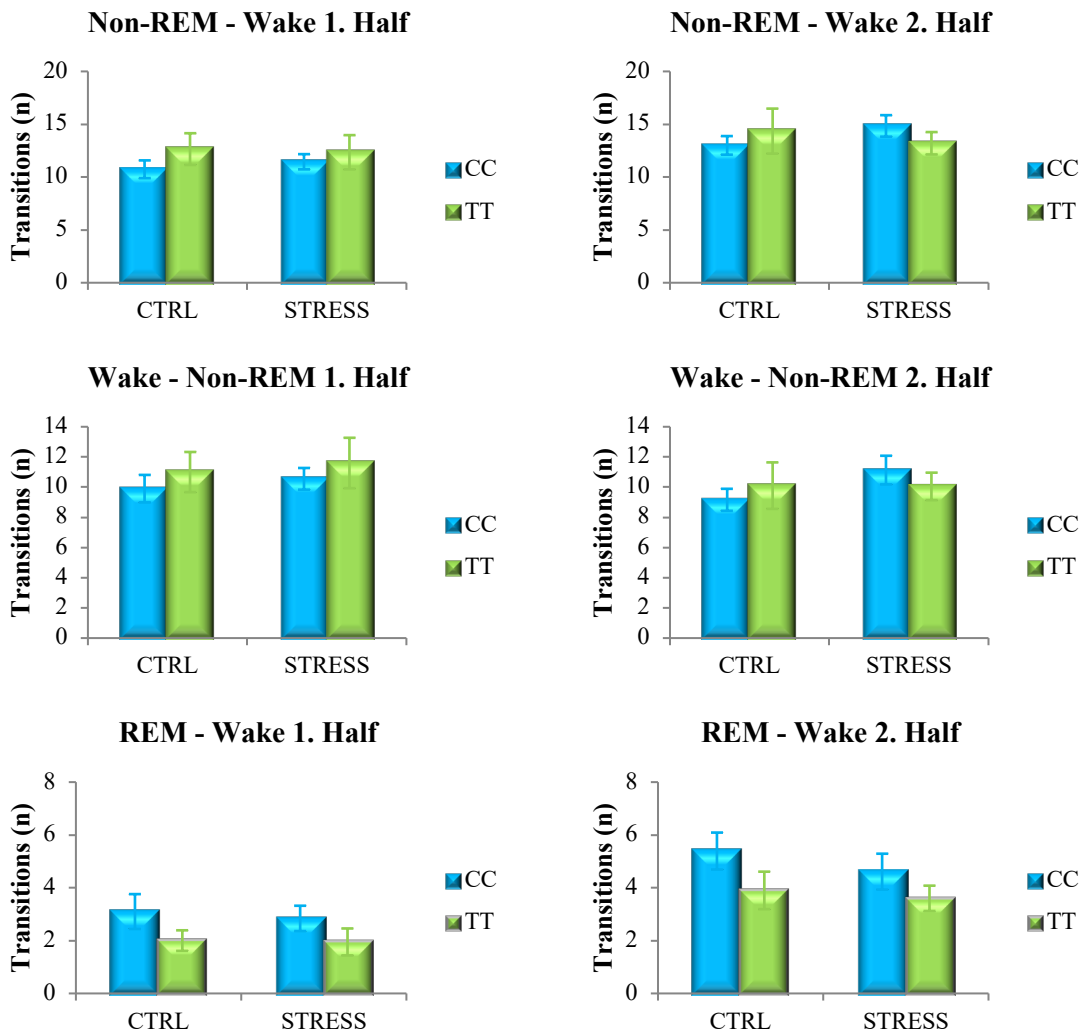 Non-REM - Wake 1. Half
Transitions (n)
20
15
10
5
0
CTRL STRESS
CC
TT
Non-REM - Wake 2. Half
Transitions (n)
20
15
10
5
0
CTRL STRESS
CC
TT
Wake - Non-REM 1. Half
Transitions (n)
14
12
10
8
6
4
2
0
CTRL STRESS
CC
TT
Wake - Non-REM 2. Half
Transitions (n)
14
12
10
8
6
4
2
0
CTRL STRESS
CC
TT
REM - Wake 1. Half
Transitions (n)
8
6
4
2
0
CTRL STRESS
CC
TT
REM - Wake 2. Half
Transitions (n)
8
6
4
2
0
CTRL STRESS
CC
TT